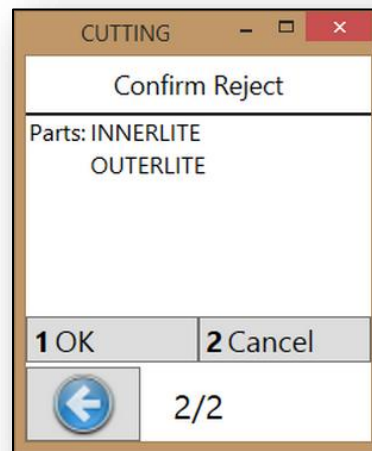 CUTTING
Confirm Reject
Parts: INNERLITE
OUTERLITE
1 OK 2 Cancel
2/2